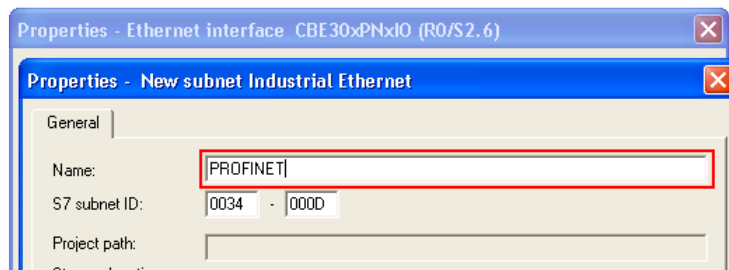 Properties - Ethernet interface CBE30xPNxIO (R0/S2.6)
Properties - New subnet Industrial Ethernet
General
Name: PROFINET
S7 subnet ID: 0034 - 000D
Project path: